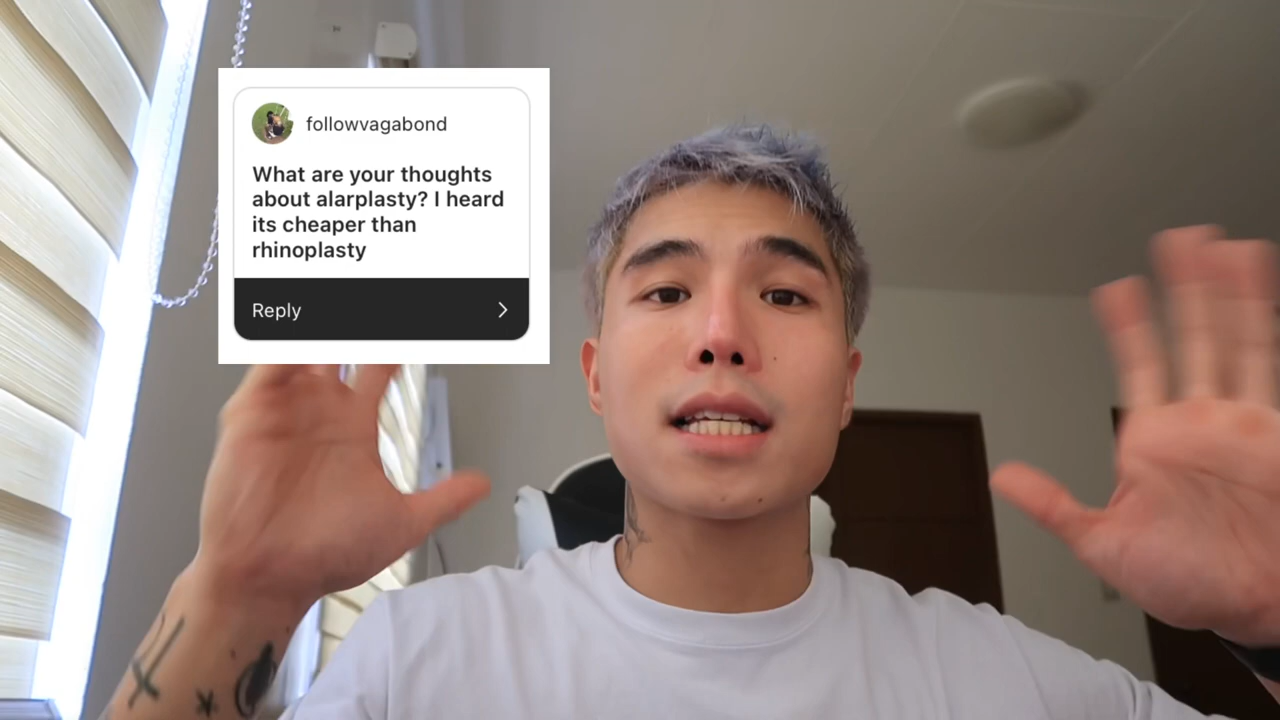 followvagabond
What are your thoughts
about alarplasty? I heard
its cheaper than
rhinoplasty
Reply